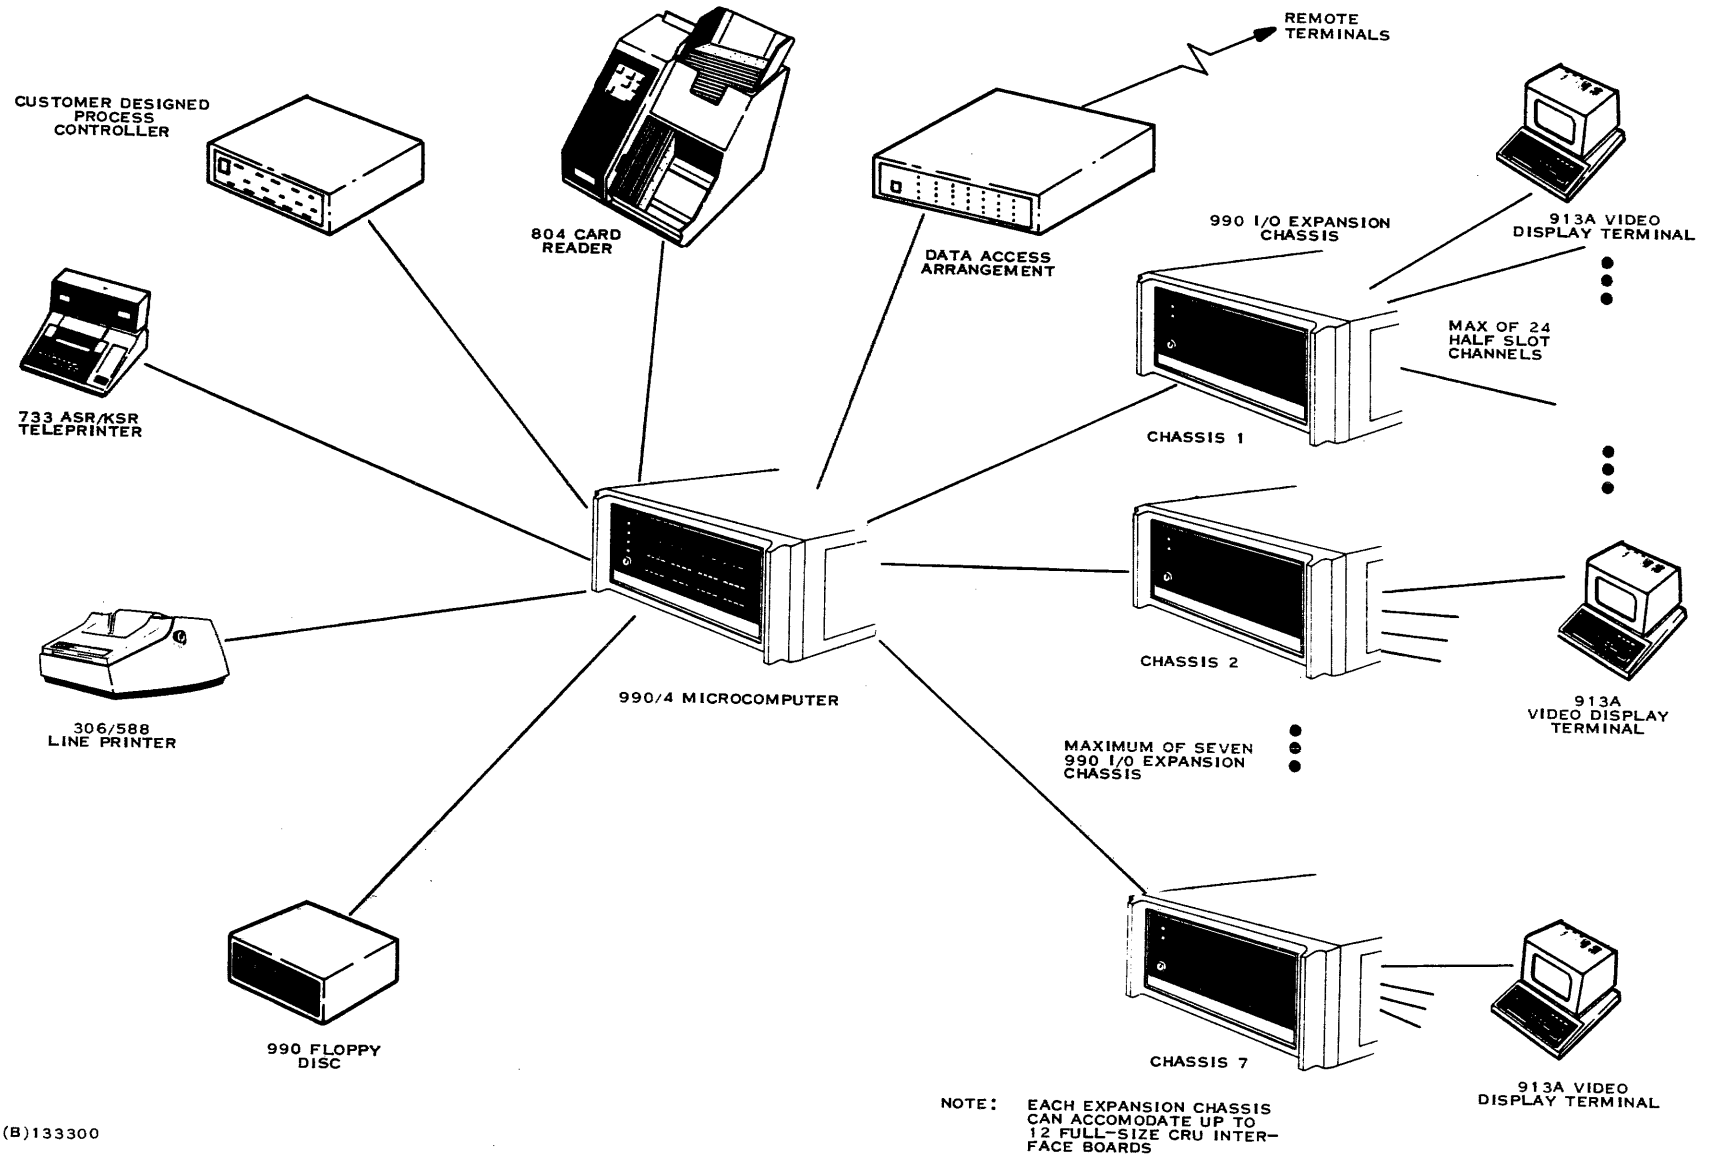 REMOTE
TERMINALS
CUSTOMER DESIGNED
PROCESS
CONTROLLER
804 CARD
READER
DATA ACCESS
ARRANGEMENT
990 I/O EXPANSION
CHASSIS
913A VIDEO
DISPLAY TERMINAL
MAX OF 24
HALF SLOT
CHANNELS
733 ASR/KSR
TELEPRINTER
CHASSIS 1
306/588
LINE PRINTER
990/4 MICROCOMPUTER
CHASSIS 2
913A
VIDEO DISPLAY
TERMINAL
MAXIMUM OF SEVEN
990 I/O EXPANSION
CHASSIS
990 FLOPPY
DISC
CHASSIS 7
913A VIDEO
DISPLAY TERMINAL
NOTE: EACH EXPANSION CHASSIS
CAN ACCOMODATE UP TO
12 FULL-SIZE CRU INTER-
FACE BOARDS
(B)133300